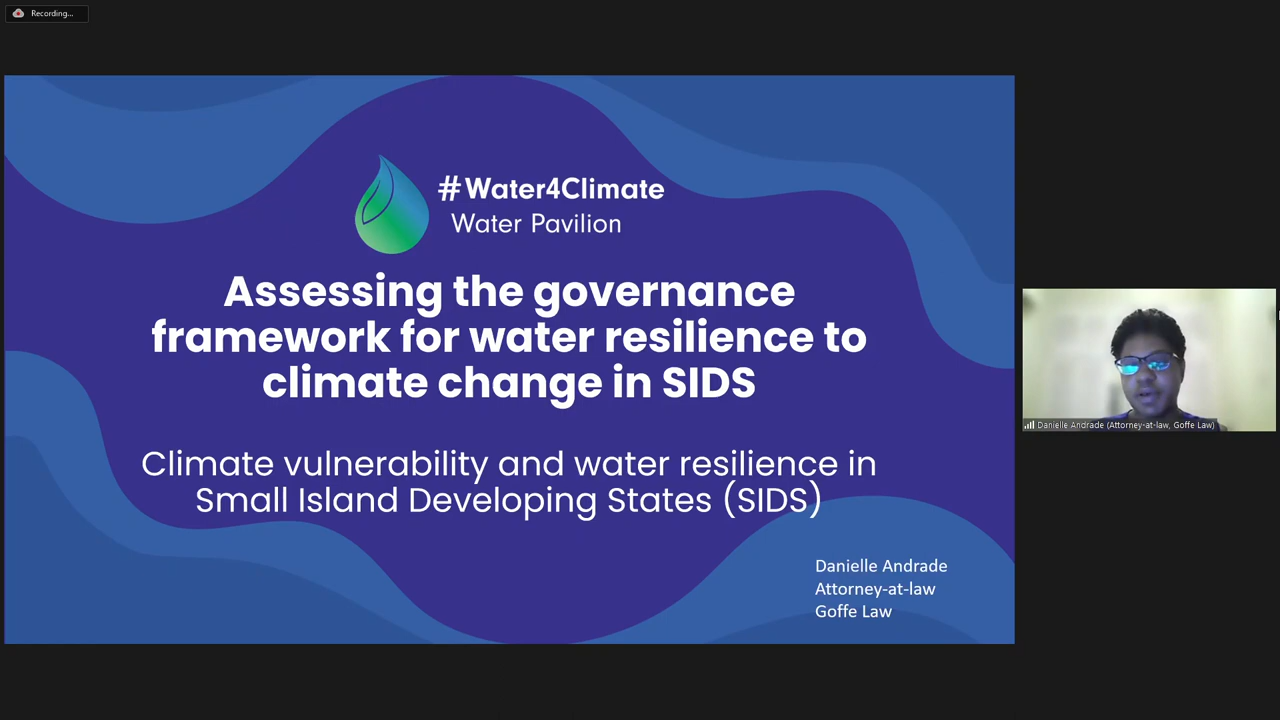 Recording...
#Water4Climate
Water Pavilion
Assessing the governance
framework for water resilience to
climate change in SIDS
Climate vulnerability and water resilience in
Small Island Developing States (SIDS)
Danielle Andrade
Attorney-at-law
Goffe Law
Danielle Andrade (Attorney-at-law, Goffe Law)